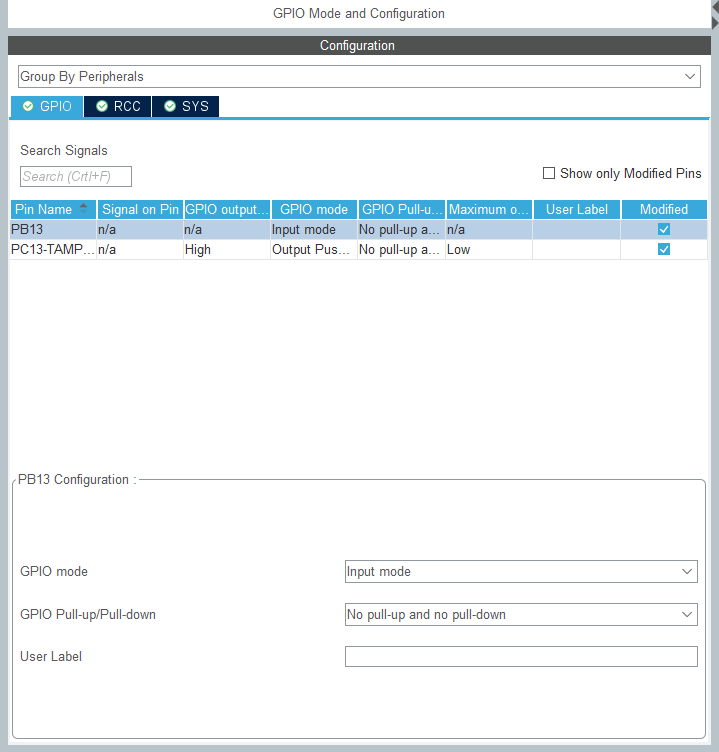 GPIO Mode and Configuration
Configuration
Group By Peripherals
GPIO RCC SYS
Search Signals
Search (Crtl+F)
Show only Modified Pins
Pin Name Signal on Pin GPIO output... GPIO mode GPIO Pull-u... Maximum o... User Label Modified
PB13 n/a n/a Input mode No pull-up a... n/a
PC13-TAMP... n/a High Output Pus... No pull-up a... Low
PB13 Configuration :
GPIO mode Input mode
GPIO Pull-up/Pull-down No pull-up and no pull-down
User Label